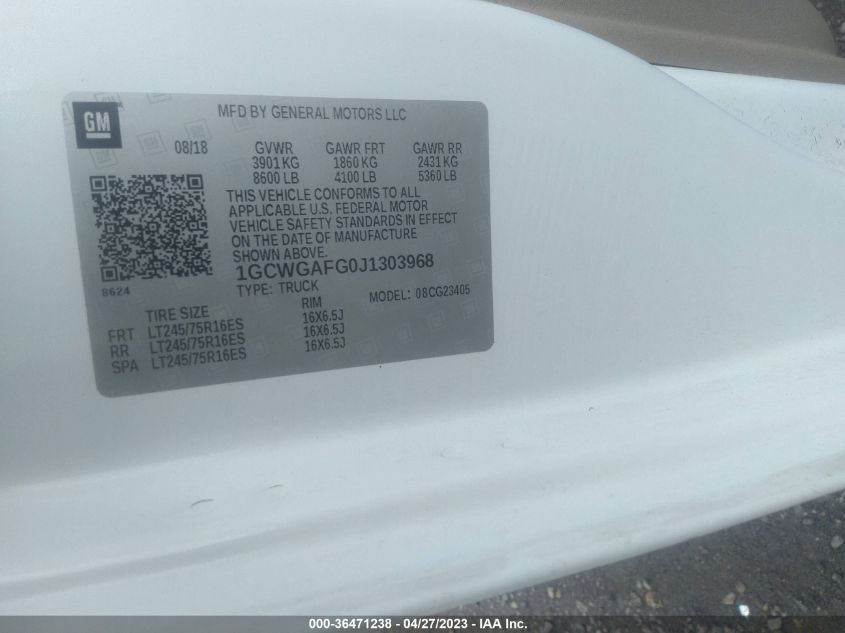 GM
MFD BY GENERAL MOTORS LLC
08/18 GVWR GAWR FRT GAWR RR
3901 KG 1860 KG 2431 KG
8600 LB 4100 LB 5360 LB
THIS VEHICLE CONFORMS TO ALL
APPLICABLE U.S. FEDERAL MOTOR
VEHICLE SAFETY STANDARDS IN EFFECT
ON THE DATE OF MANUFACTURE
SHOWN ABOVE.
1GCWGAFG0J1303968
8624
TYPE: TRUCK MODEL: 08CG23405
TIRE SIZE RIM
FRT LT245/75R16ES 16X6.5J
RR LT245/75R16ES 16X6.5J
SPA LT245/75R16ES 16X6.5J
000-36471238 - 04/27/2023 - IAA Inc.